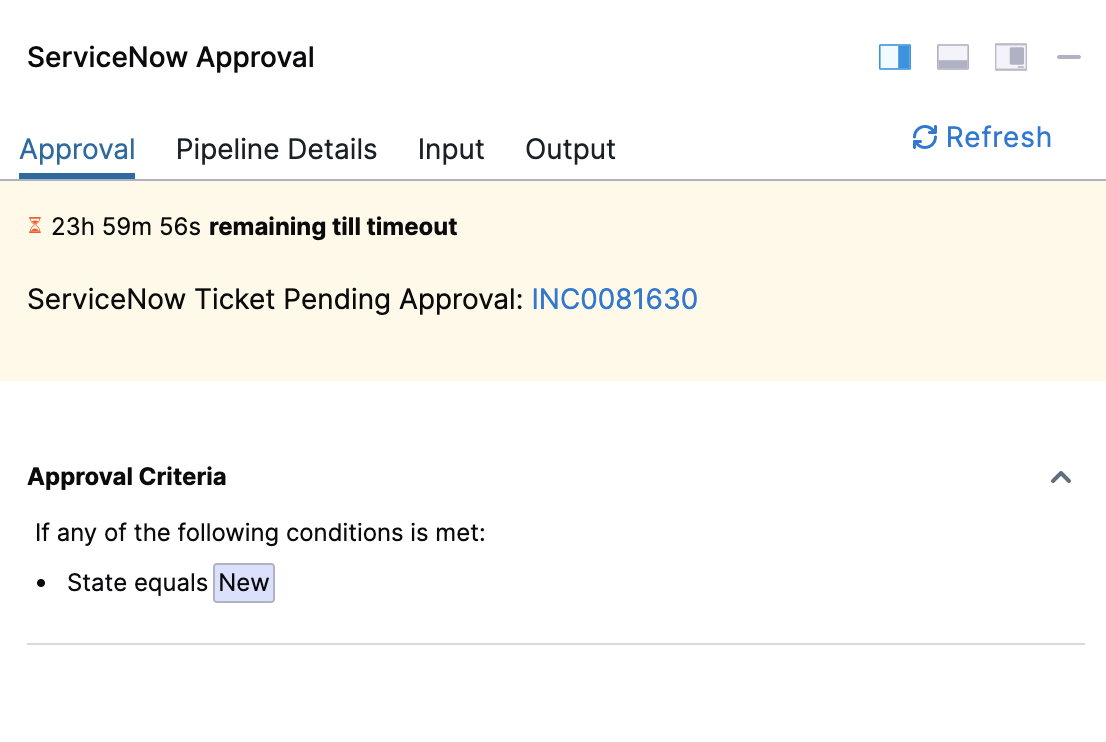 ServiceNow Approval
Approval Pipeline Details Input Output Refresh
23h 59m 56s remaining till timeout
ServiceNow Ticket Pending Approval: INC0081630
Approval Criteria
If any of the following conditions is met:
• State equals New